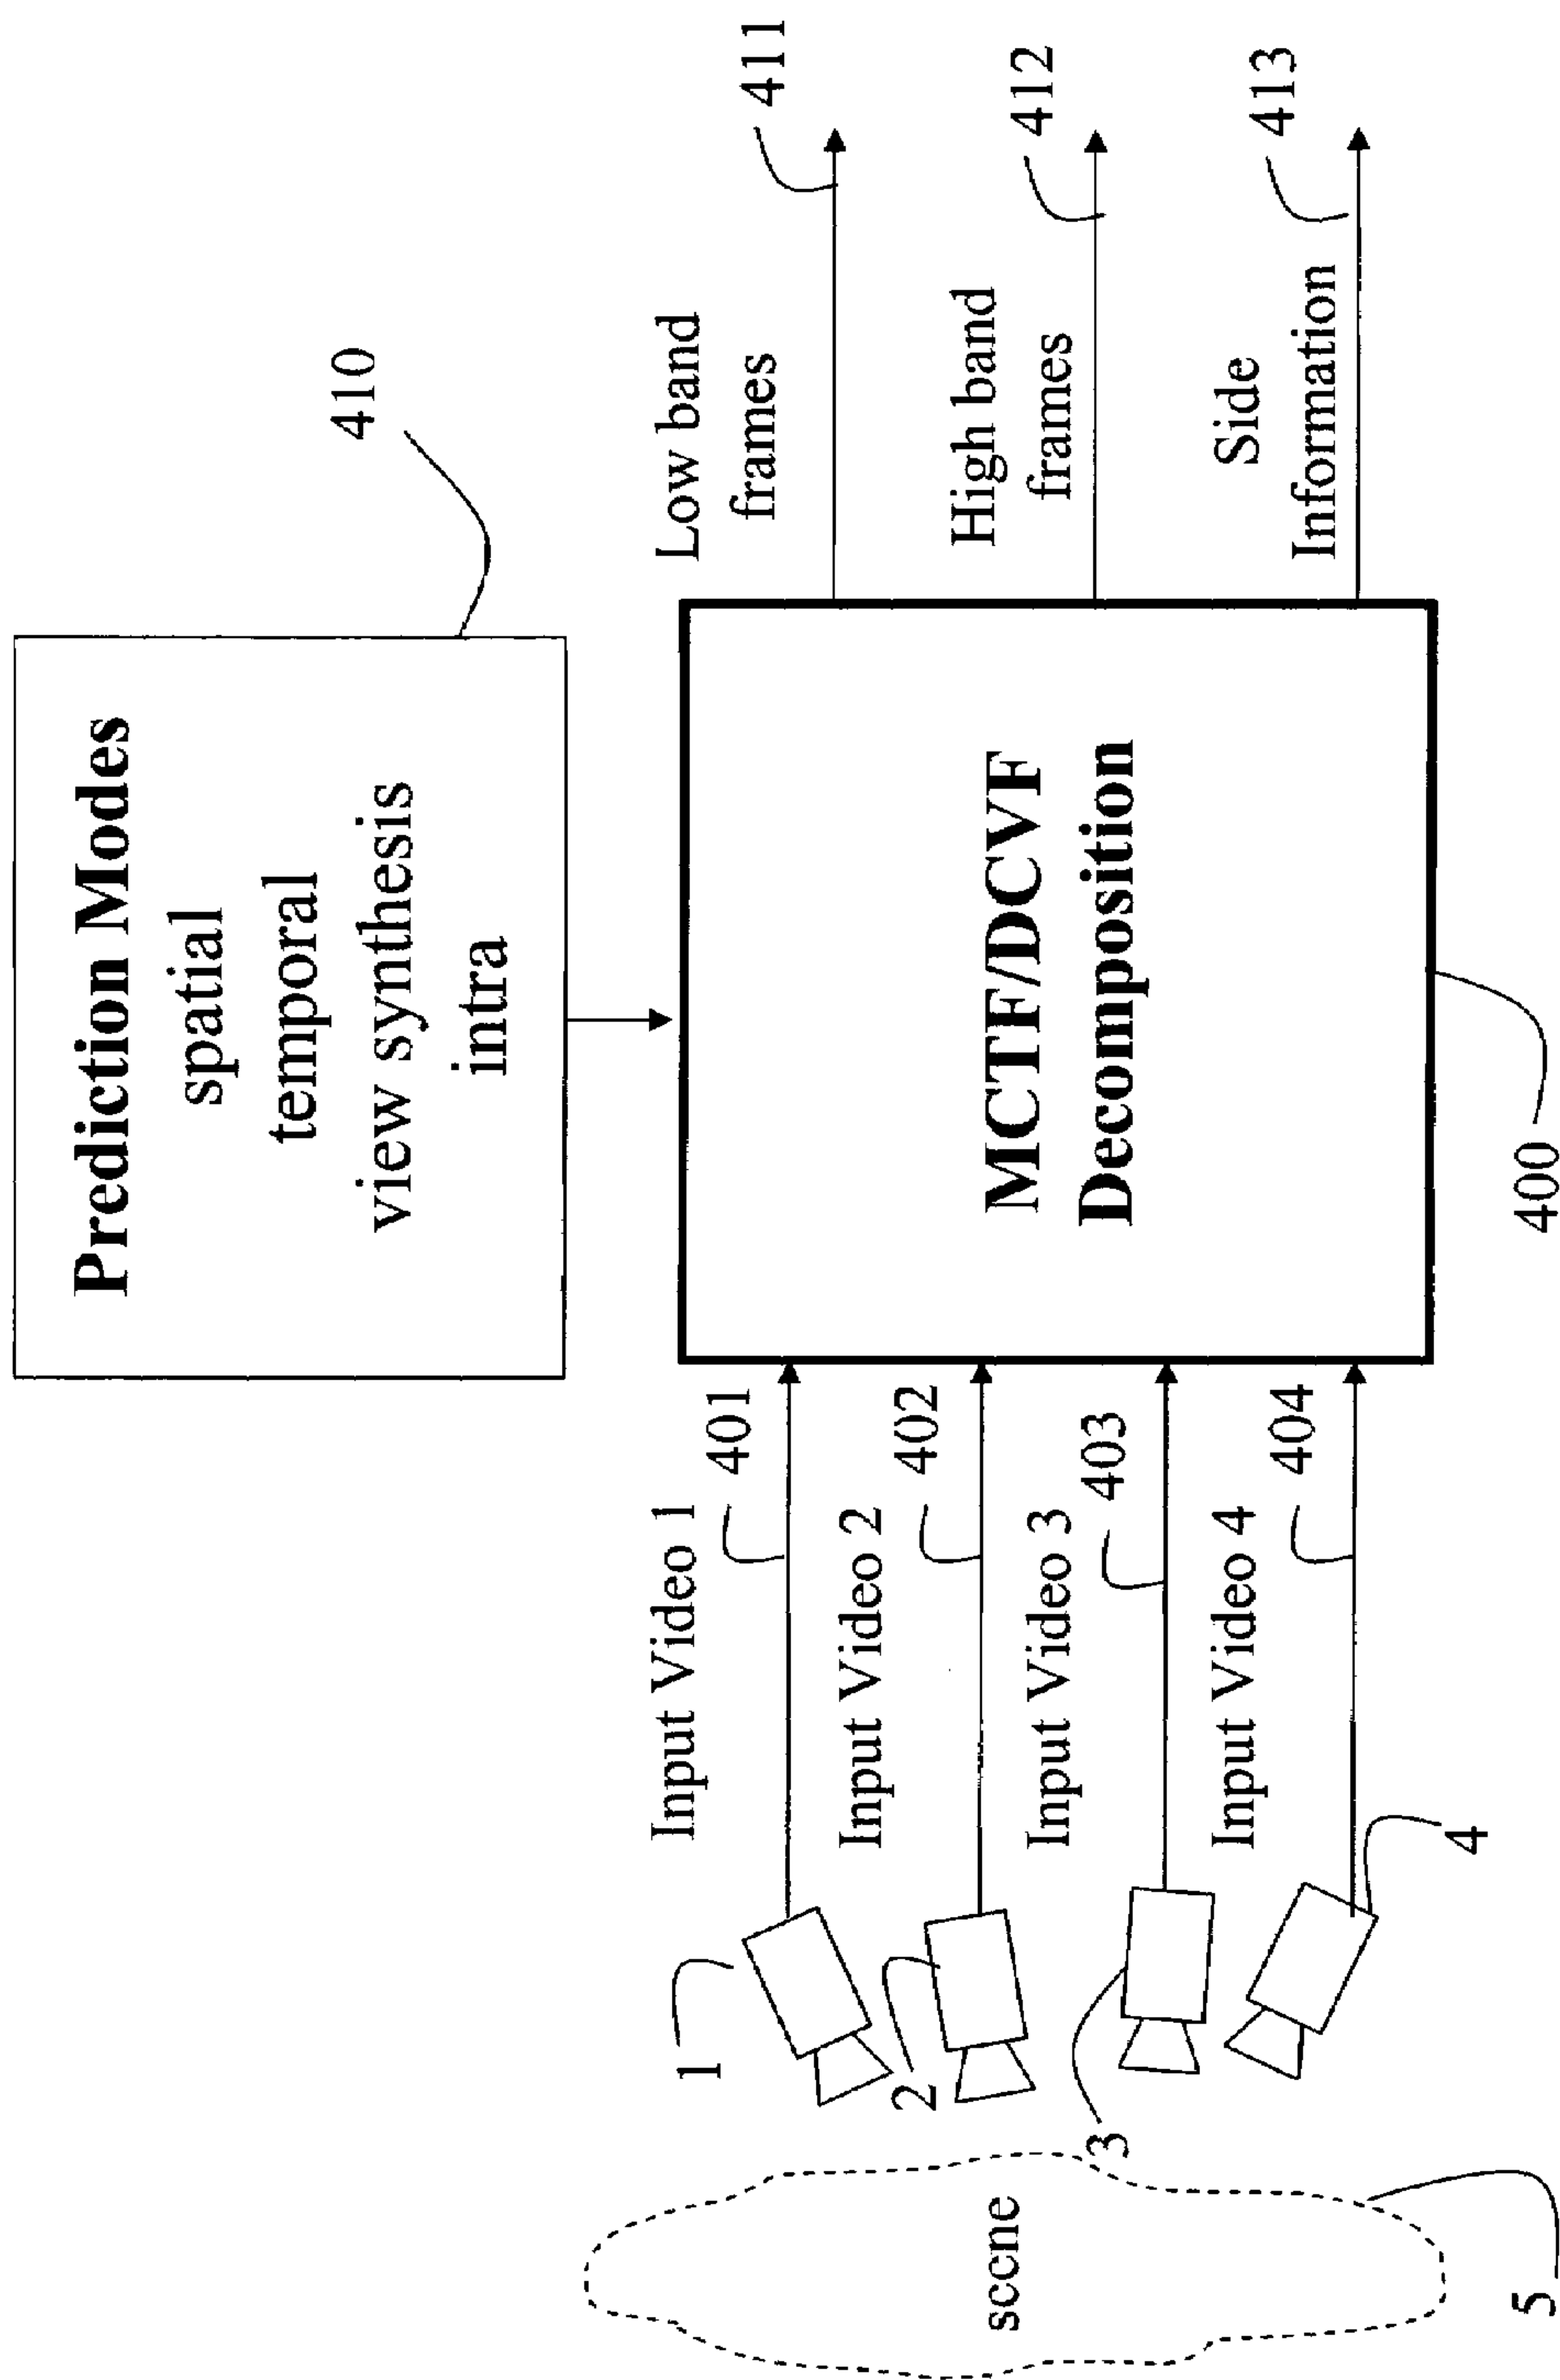 Prediction Modes
spatial
temporal
view synthesis
intra
410
Input Video 1
401
Input Video 2
402
Input Video 3
403
Input Video 4
404
1
2
3
4
scene
5
MCTF/DCVF
Decomposition
400
Low band
frames
411
High band
frames
412
Side
Information
413